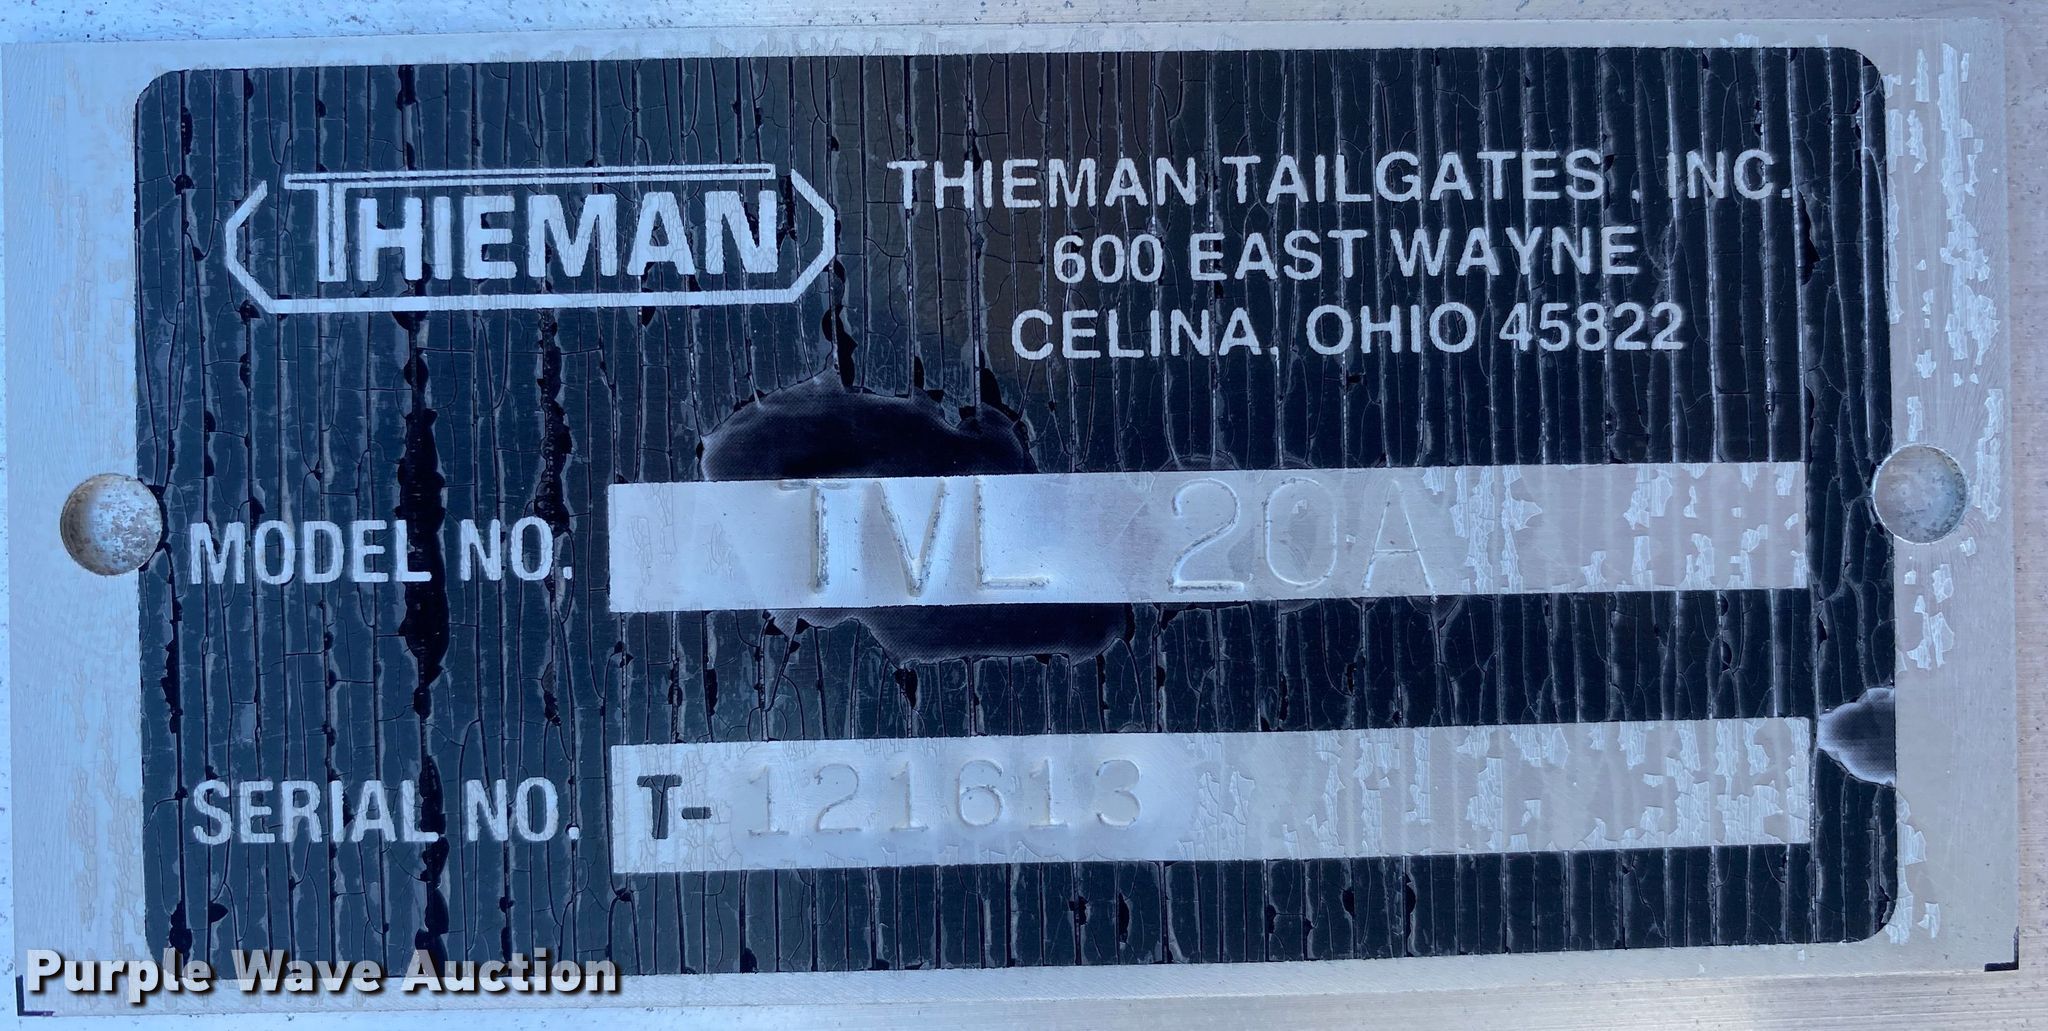 THIEMAN
THIEMAN TAILGATES, INC.
600 EAST WAYNE
CELINA, OHIO 45822
MODEL NO. TVL 20A
SERIAL NO. T-121613
Purple Wave Auction